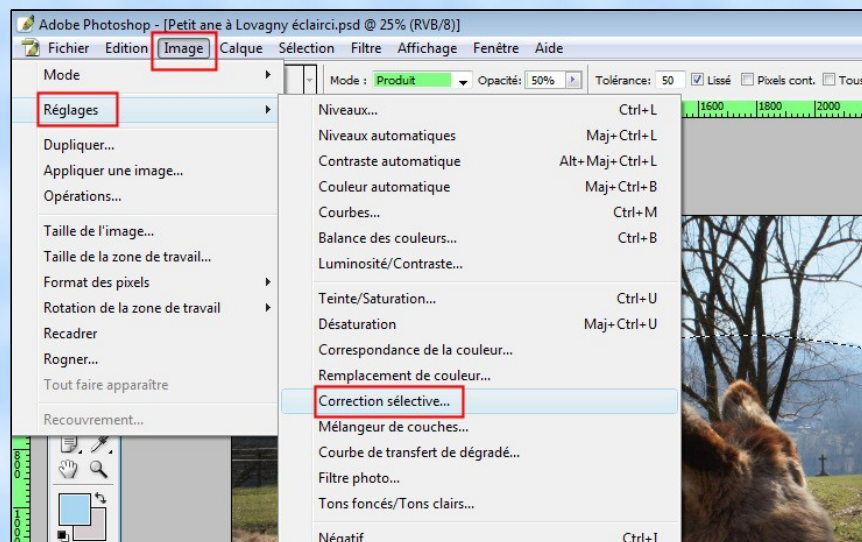 Adobe Photoshop - [Petit ane à Lovagny éclairci.psd @ 25% (RVB/8)]
Fichier Edition Image Calque Sélection Filtre Affichage Fenêtre Aide
Mode : Produit Opacité: 50% Tolérance: 50 Lissé Pixels cont. Tous
1600 1800 2000
Mode
Réglages
Dupliquer...
Appliquer une image...
Opérations...
Taille de l'image...
Taille de la zone de travail...
Format des pixels
Rotation de la zone de travail
Recadrer
Rogner...
Tout faire apparaître
Recouvrement...
Niveaux... Ctrl+L
Niveaux automatiques Maj+Ctrl+L
Contraste automatique Alt+Maj+Ctrl+L
Couleur automatique Maj+Ctrl+B
Courbes... Ctrl+M
Balance des couleurs... Ctrl+B
Luminosité/Contraste...
Teinte/Saturation... Ctrl+U
Désaturation Maj+Ctrl+U
Correspondance de la couleur...
Remplacement de couleur...
Correction sélective...
Mélangeur de couches...
Courbe de transfert de dégradé...
Filtre photo...
Tons foncés/Tons clairs...
Négatif Ctrl+I
800
100